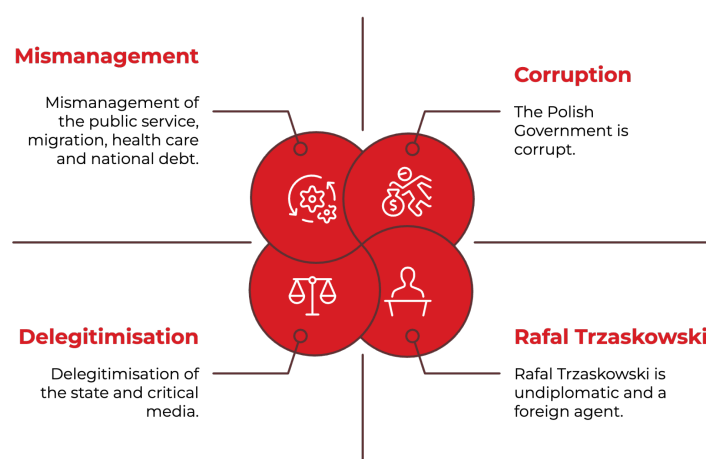 Mismanagement
Mismanagement of
the public service,
migration, health care
and national debt.
Corruption
The Polish
Government is
corrupt.
$
Delegitimisation
Delegitimisation of
the state and critical
media.
Rafal Trzaskowski
Rafal Trzaskowski is
undiplomatic and a
foreign agent.